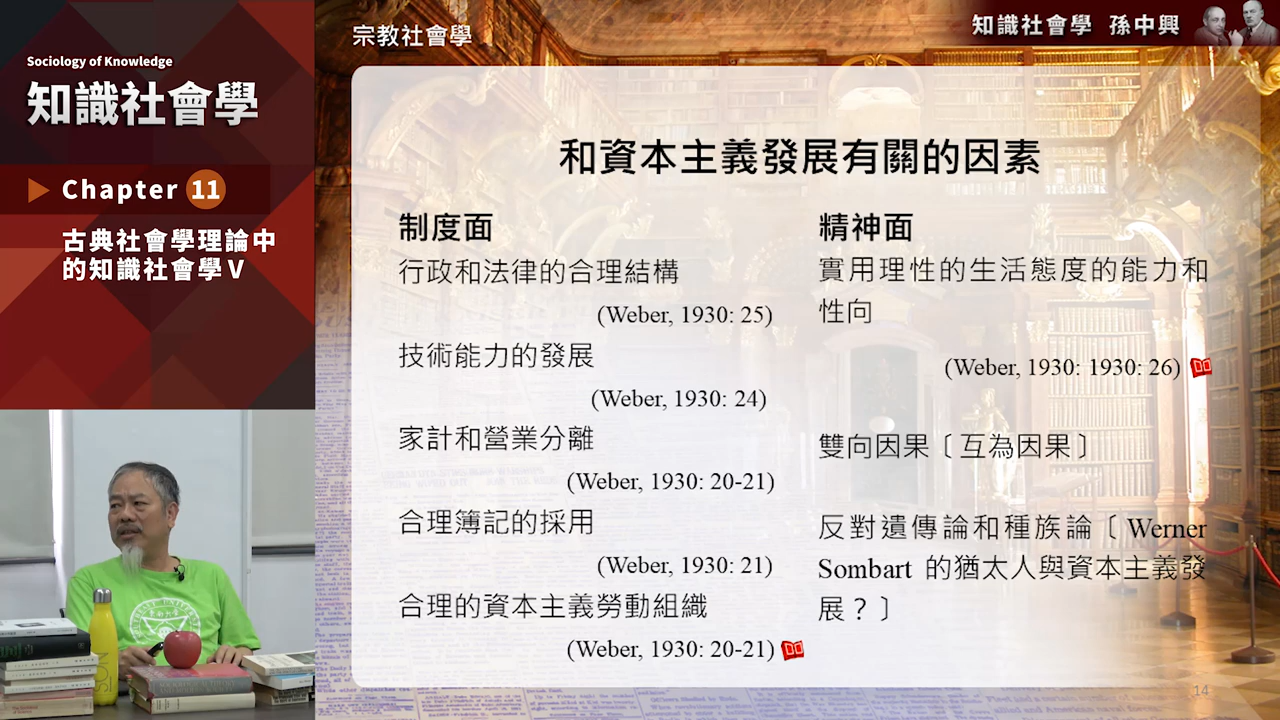 Sociology of Knowledge
知識社會學
Chapter 11
古典社會學理論中
的知識社會學 V
宗教社會學
知識社會學 孫中興
和資本主義發展有關的因素
制度面
行政和法律的合理結構
(Weber, 1930: 25)
技術能力的發展
(Weber, 1930: 24)
家計和營業分離
(Weber, 1930: 20-21)
合理簿記的採用
(Weber, 1930: 21)
合理的資本主義勞動組織
(Weber, 1930: 20-21)
精神面
實用理性的生活態度的能力和
性向
(Weber, 1930: 1930: 26)
雙向因果〔互為因果〕
反對遺傳論和種族論〔Werner
Sombart 的猶太人與資本主義發
展？〕
14